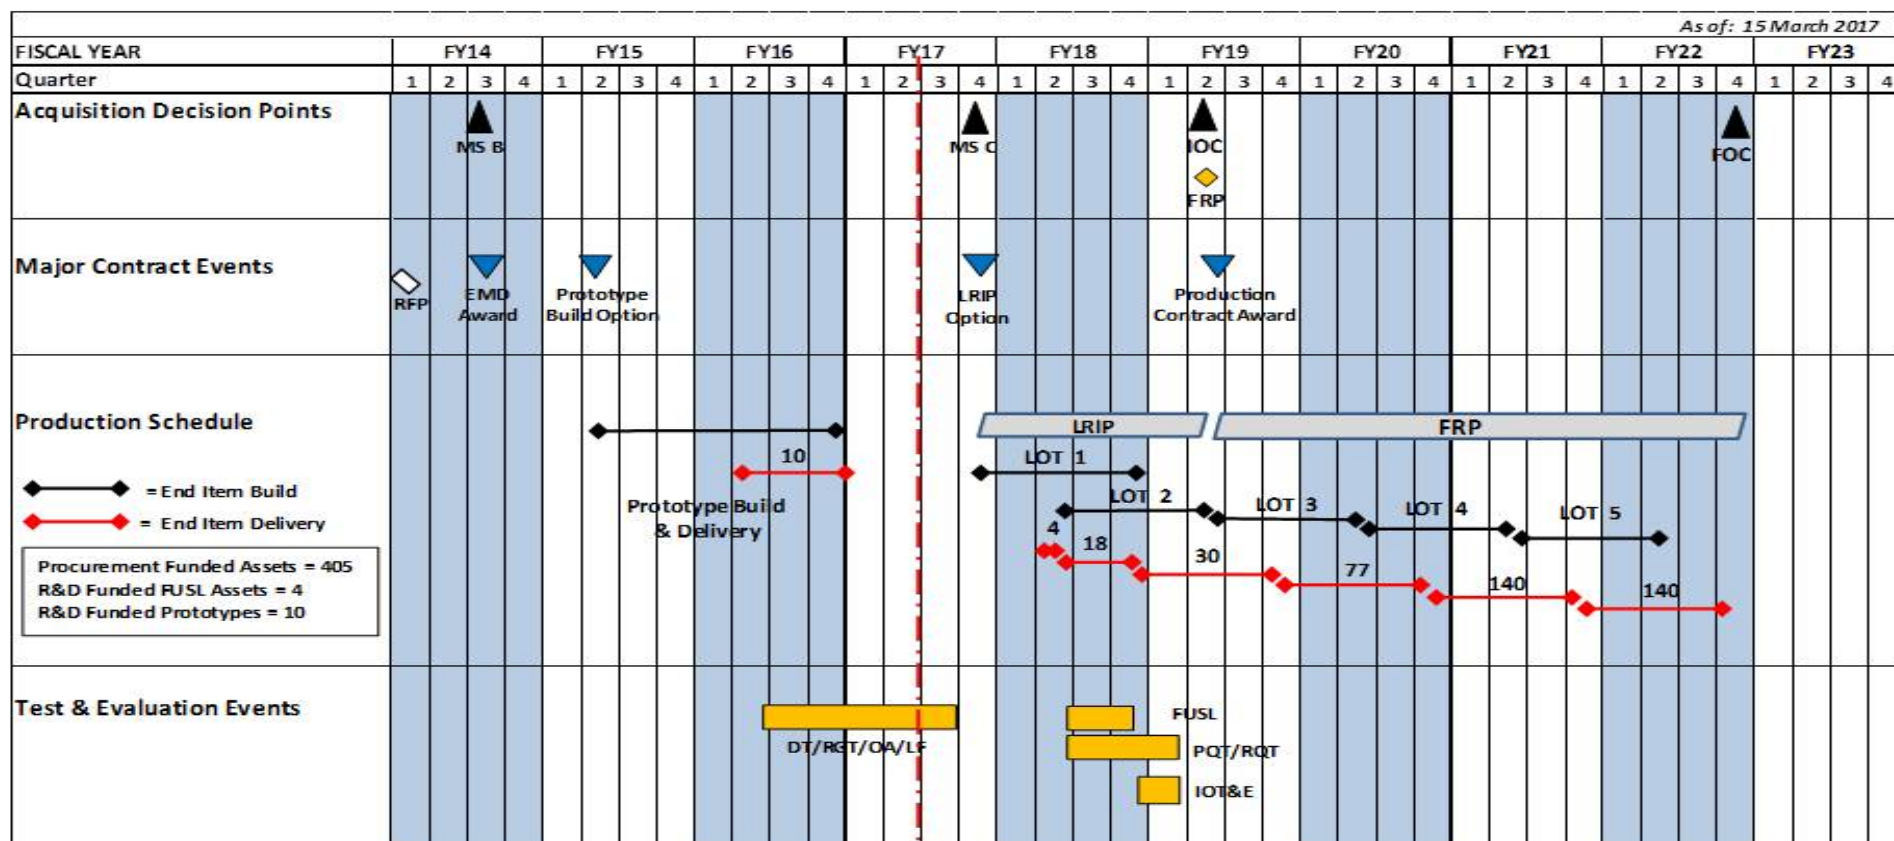 As of: 15 March 2017
FISCAL YEAR FY14 FY15 FY16 FY17 FY18 FY19 FY20 FY21 FY22 FY23
Quarter 1 2 3 4 1 2 3 4 1 2 3 4 1 2 3 4 1 2 3 4 1 2 3 4 1 2 3 4 1 2 3 4 1 2 3 4 1 2 3 4
Acquisition Decision Points
MS B MS C IOC FOC
FRP
Major Contract Events
RFP
EMD Prototype LRIP Production
Award Build Option Option Contract Award
Production Schedule LRIP FRP
10 LOT 1
= End Item Build
Prototype Build LOT 2 LOT 3 LOT 4 LOT 5
= End Item Delivery & Delivery
4 18 30 77 140 140
Procurement Funded Assets = 405
R&D Funded FUSL Assets = 4
R&D Funded Prototypes = 10
Test & Evaluation Events
FUSL
DT/RGT/OA/LF PQT/RQT
IOT&E